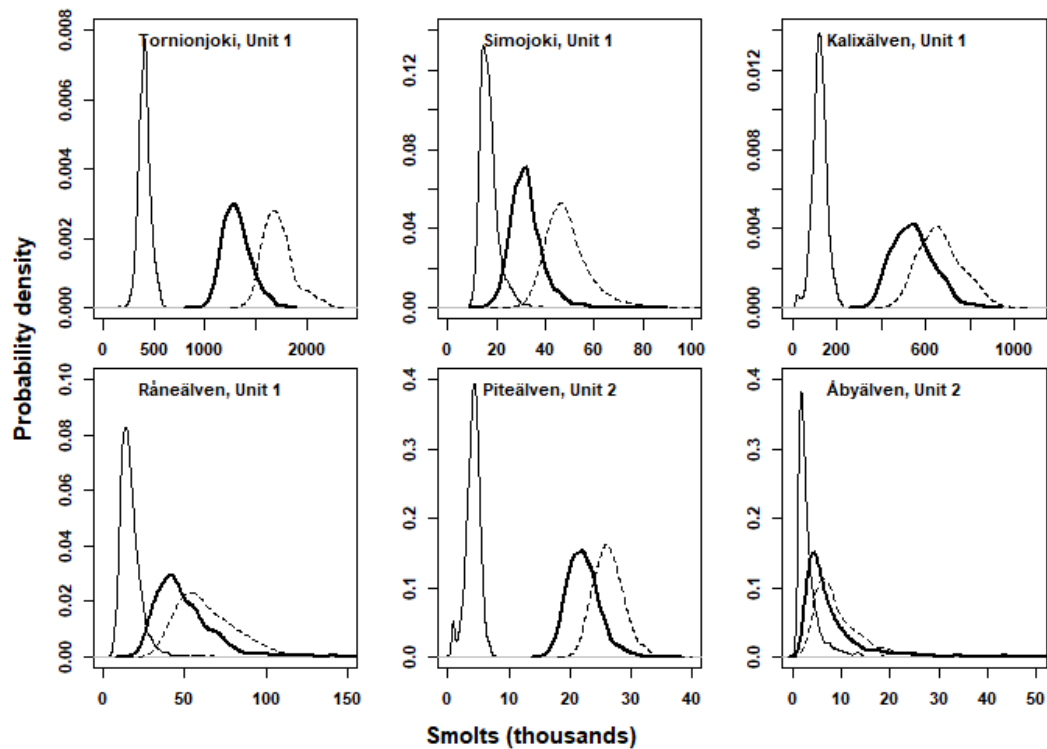 Tornionjoki, Unit 1
0.000 0.002 0.004 0.006 0.008
0 500 1000 2000
Simojoki, Unit 1
0.00 0.04 0.08 0.12
0 20 40 60 80 100
Kalixälven, Unit 1
0.000 0.004 0.008 0.012
0 200 600 1000
Råneälven, Unit 1
0.00 0.02 0.04 0.06 0.08 0.10
0 50 100 150
Piteälven, Unit 2
0.0 0.1 0.2 0.3 0.4
0 10 20 30 40
Åbyälven, Unit 2
0.0 0.1 0.2 0.3 0.4
0 10 20 30 40 50
Probability density
Smolts (thousands)